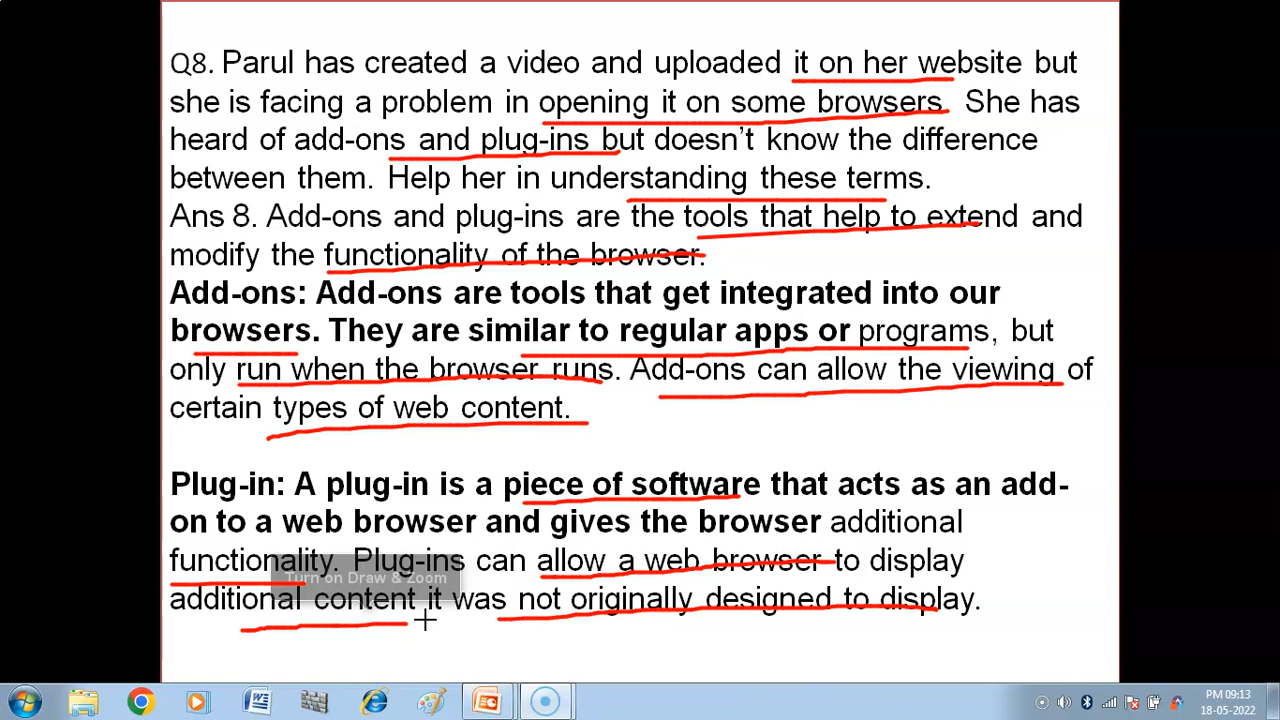 Q8. Parul has created a video and uploaded it on her website but
she is facing a problem in opening it on some browsers. She has
heard of add-ons and plug-ins but doesn’t know the difference
between them. Help her in understanding these terms.
Ans 8. Add-ons and plug-ins are the tools that help to extend and
modify the functionality of the browser.
Add-ons: Add-ons are tools that get integrated into our
browsers. They are similar to regular apps or programs, but
only run when the browser runs. Add-ons can allow the viewing of
certain types of web content.
Plug-in: A plug-in is a piece of software that acts as an add-
on to a web browser and gives the browser additional
functionality. Plug-ins can allow a web browser to display
Turn on Draw & Zoom
additional content it was not originally designed to display.
PM 09:13
18-05-2022